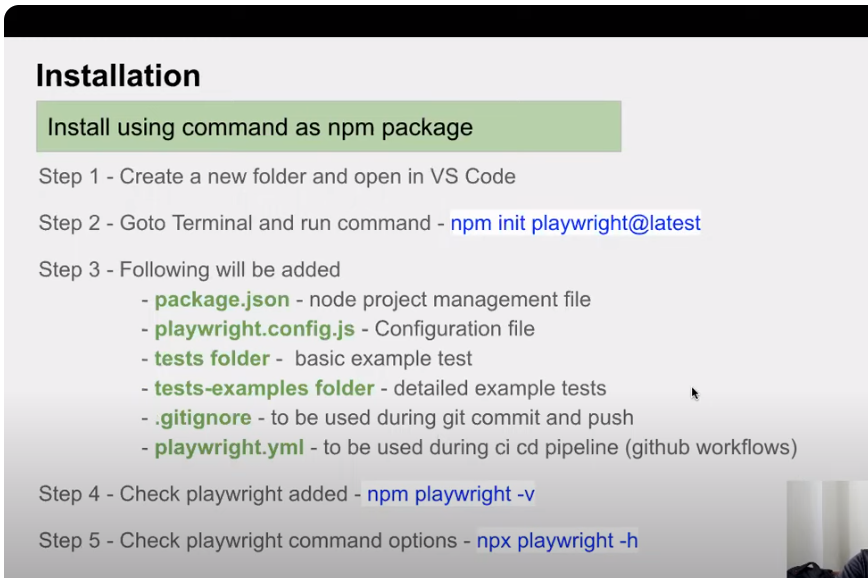 Installation
Install using command as npm package
Step 1 - Create a new folder and open in VS Code
Step 2 - Goto Terminal and run command - npm init playwright@latest
Step 3 - Following will be added
- package.json - node project management file
- playwright.config.js - Configuration file
- tests folder - basic example test
- tests-examples folder - detailed example tests
- .gitignore - to be used during git commit and push
- playwright.yml - to be used during ci cd pipeline (github workflows)
Step 4 - Check playwright added - npm playwright -v
Step 5 - Check playwright command options - npx playwright -h